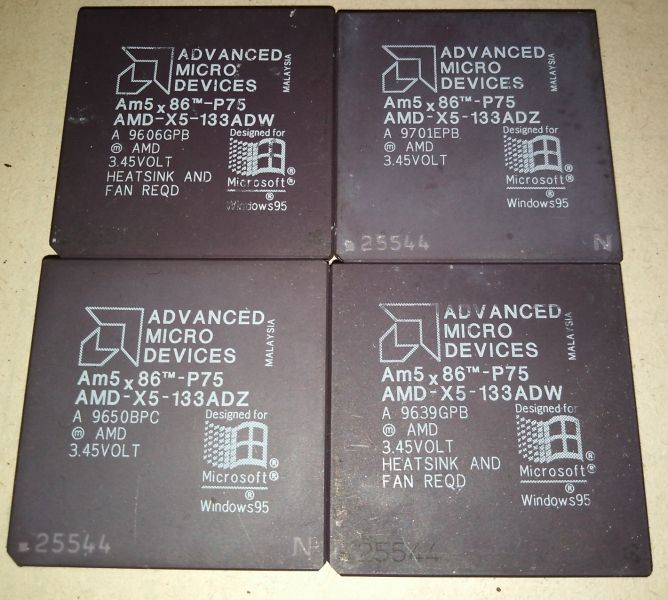 ADVANCED
MICRO
DEVICES
MALAYSIA
Am5x86™-P75
AMD-X5-133ADW
A 9606GPB
ⓜ AMD
3.45VOLT
HEATSINK AND
FAN REQD
Designed for
Microsoft®
®
Windows95
ADVANCED
MICRO
DEVICES
MALAYSIA
Am5x86™-P75
AMD-X5-133ADZ
A 9701EPB
ⓜ AMD
3.45VOLT
Designed for
®
Microsoft®
®
Windows95
25544 N
ADVANCED
MICRO
DEVICES
MALAYSIA
Am5x86™-P75
AMD-X5-133ADZ
A 9650BPC
ⓜ AMD
3.45VOLT
Designed for
®
Microsoft®
®
Windows95
25544 N
ADVANCED
MICRO
DEVICES
MALAYSIA
Am5x86™-P75
AMD-X5-133ADW
A 9639GPB
ⓜ AMD
3.45VOLT
HEATSINK AND
FAN REQD
Designed for
®
Microsoft®
®
Windows95
25544